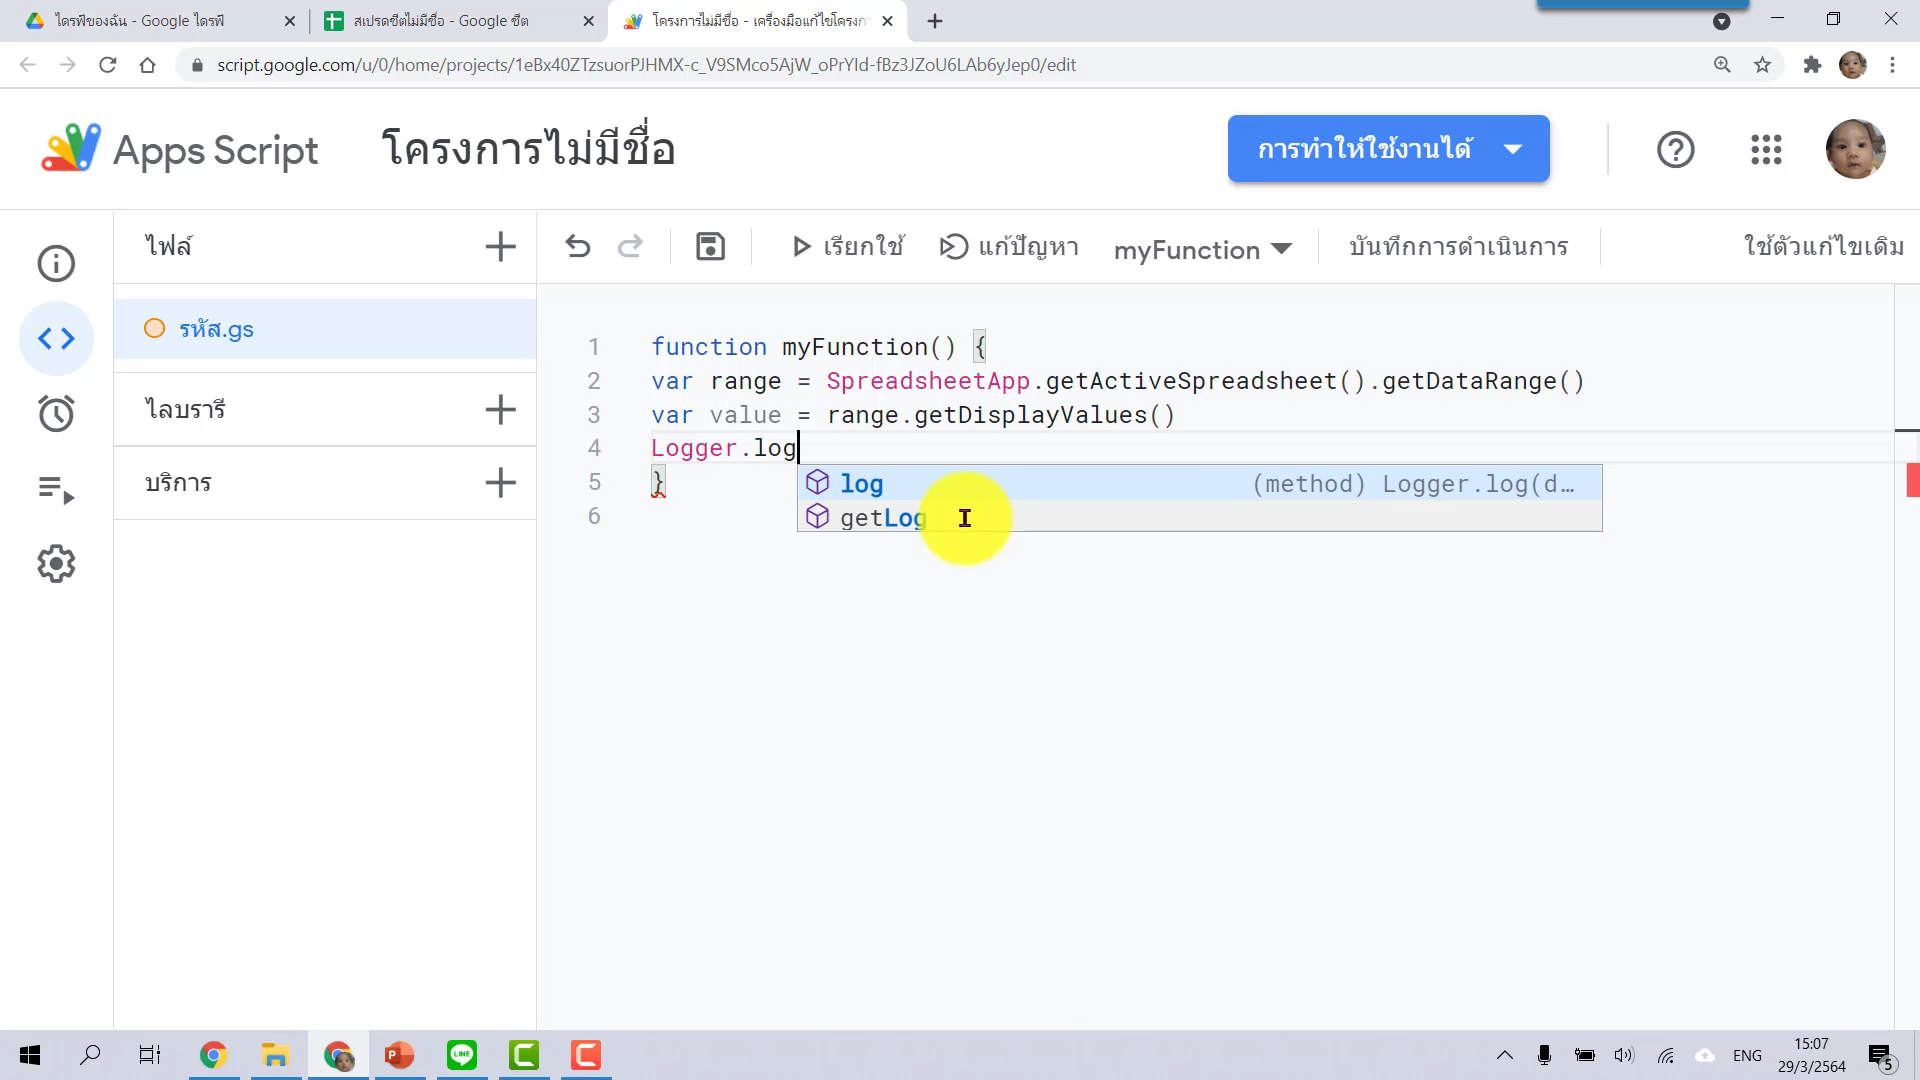 ไดรฟ์ของฉัน - Google ไดรฟ์
สเปรดชีตไม่มีชื่อ - Google ชีต
โครงการไม่มีชื่อ - เครื่องมือแก้ไขโครงกา
script.google.com/u/0/home/projects/1eBx40ZTzsuorPJHMX-c_V9SMco5AjW_oPrYId-fBz3JZoU6LAb6yJep0/edit
Apps Script
โครงการไม่มีชื่อ
การทำให้ใช้งานได้
ไฟล์
เรียกใช้
แก้ปัญหา
myFunction
บันทึกการดำเนินการ
ใช้ตัวแก้ไขเดิม
รหัส.gs
ไลบรารี
บริการ
1 function myFunction() {
2 var range = SpreadsheetApp.getActiveSpreadsheet().getDataRange()
3 var value = range.getDisplayValues()
4 Logger.log
5 }
6
log (method) Logger.log(d…
getLog
ENG
15:07
29/3/2564
5